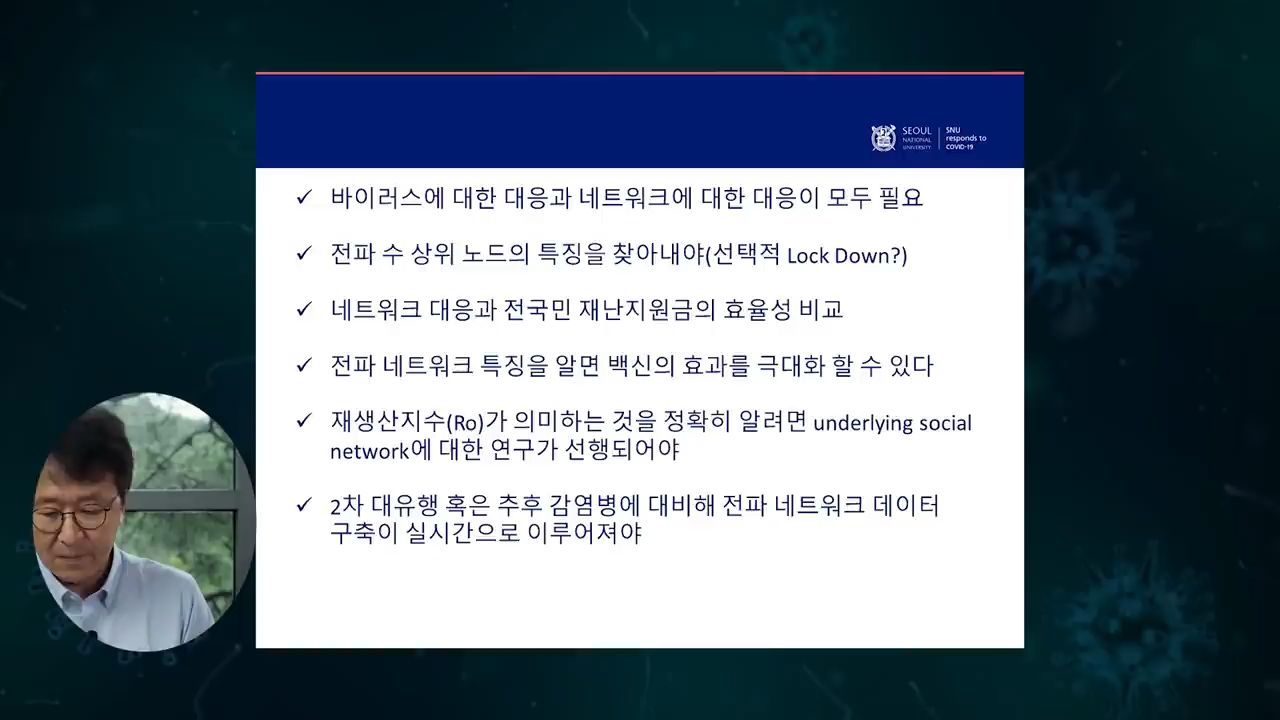 SEOUL
NATIONAL
UNIVERSITY
SNU
responds to
COVID-19
✓ 바이러스에 대한 대응과 네트워크에 대한 대응이 모두 필요
✓ 전파 수 상위 노드의 특징을 찾아내야(선택적 Lock Down?)
✓ 네트워크 대응과 전국민 재난지원금의 효율성 비교
✓ 전파 네트워크 특징을 알면 백신의 효과를 극대화 할 수 있다
✓ 재생산지수(Ro)가 의미하는 것을 정확히 알려면 underlying social
network에 대한 연구가 선행되어야
✓ 2차 대유행 혹은 추후 감염병에 대비해 전파 네트워크 데이터
구축이 실시간으로 이루어져야